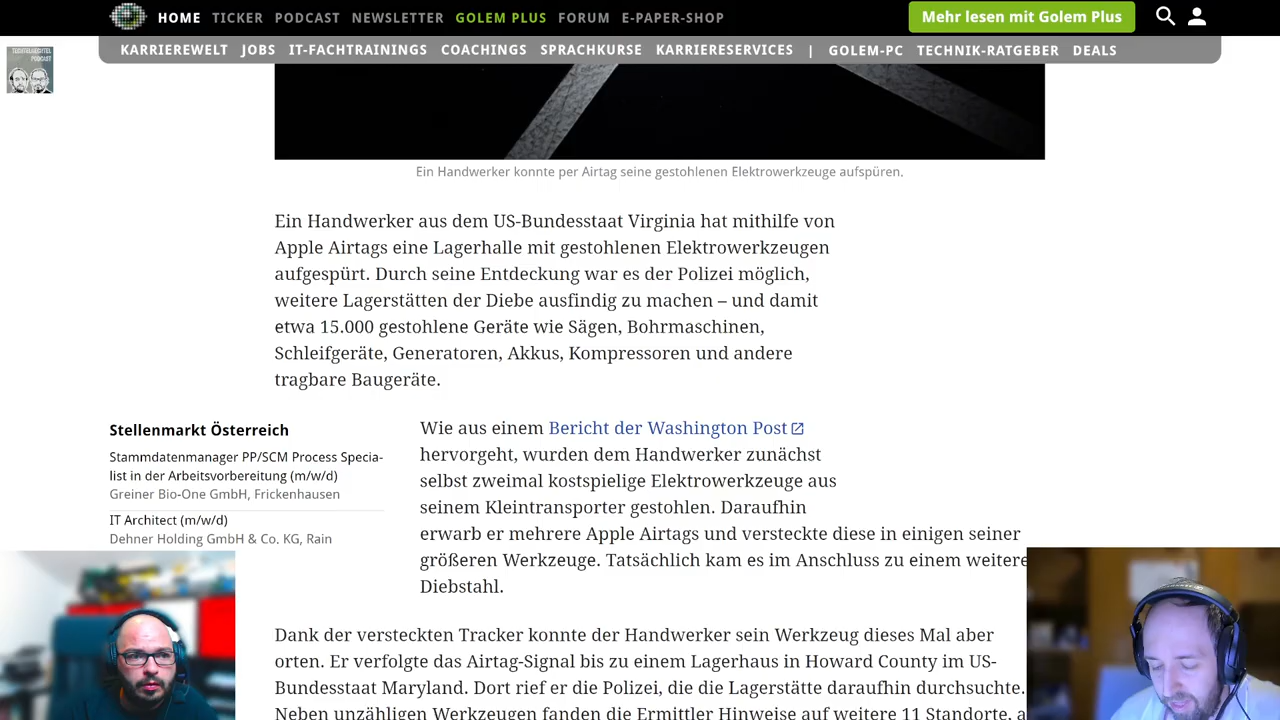 HOME TICKER PODCAST NEWSLETTER GOLEM PLUS FORUM E-PAPER-SHOP Mehr lesen mit Golem Plus
KARRIEREWELT JOBS IT-FACHTRAININGS COACHINGS SPRACHKURSE KARRIERESERVICES | GOLEM-PC TECHNIK-RATGEBER DEALS
TECHTELMECHTEL
PODCAST
Ein Handwerker konnte per Airtag seine gestohlenen Elektrowerkzeuge aufspüren.
Ein Handwerker aus dem US-Bundesstaat Virginia hat mithilfe von
Apple Airtags eine Lagerhalle mit gestohlenen Elektrowerkzeugen
aufgespürt. Durch seine Entdeckung war es der Polizei möglich,
weitere Lagerstätten der Diebe ausfindig zu machen – und damit
etwa 15.000 gestohlene Geräte wie Sägen, Bohrmaschinen,
Schleifgeräte, Generatoren, Akkus, Kompressoren und andere
tragbare Baugeräte.
Stellenmarkt Österreich
Stammdatenmanager PP/SCM Process Specia-
list in der Arbeitsvorbereitung (m/w/d)
Greiner Bio-One GmbH, Frickenhausen
IT Architect (m/w/d)
Dehner Holding GmbH & Co. KG, Rain
Wie aus einem Bericht der Washington Post
hervorgeht, wurden dem Handwerker zunächst
selbst zweimal kostspielige Elektrowerkzeuge aus
seinem Kleintransporter gestohlen. Daraufhin
erwarb er mehrere Apple Airtags und versteckte diese in einigen seiner
größeren Werkzeuge. Tatsächlich kam es im Anschluss zu einem weitere
Diebstahl.
Dank der versteckten Tracker konnte der Handwerker sein Werkzeug dieses Mal aber
orten. Er verfolgte das Airtag-Signal bis zu einem Lagerhaus in Howard County im US-
Bundesstaat Maryland. Dort rief er die Polizei, die die Lagerstätte daraufhin durchsuchte.
Neben unzähligen Werkzeugen fanden die Ermittler Hinweise auf weitere 11 Standorte, a